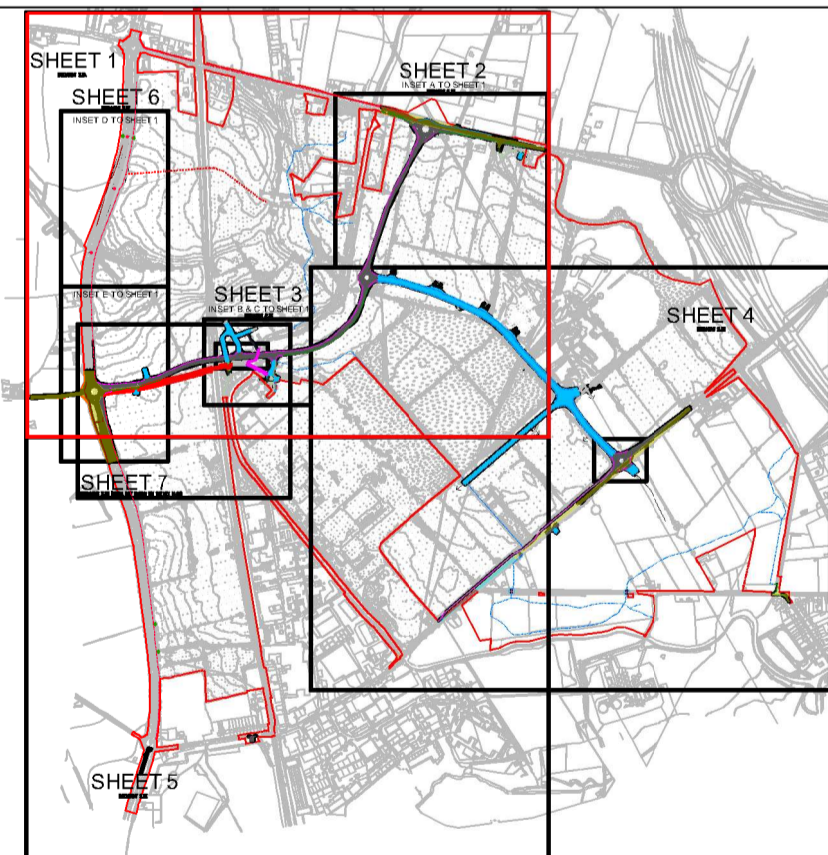 SHEET 1
SHEET 2
INSET A TO SHEET 1
SHEET 6
INSET D TO SHEET 1
INSET E TO SHEET 1
SHEET 3
INSET B & C TO SHEET 1
SHEET 4
SHEET 7
SHEET 5